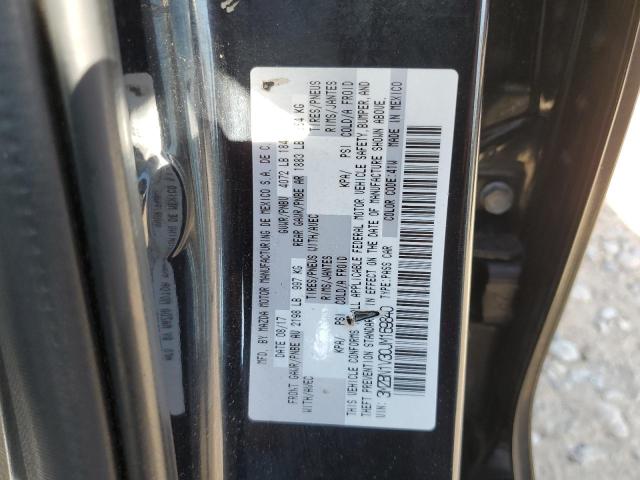 MFD. BY MAZDA MOTOR MANUFACTURING DE MEXICO S.A. DE C.
DATE 08/17 GVWR/PNBV 4072 LB
FRONT GAWR/PNBE AV 2198 LB 997 KG REAR GAWR/PNBE AR 1883 LB KG
WITH/AVEC TIRES/PNEUS WITH/AVEC TIRES/PNEUS
RIMS/JANTES RIMS/JANTES
KPA/ PSI COLD/A FROID KPA/ PSI COLD/A FROID
THIS VEHICLE CONFORMS ALL APPLICABLE FEDERAL MOTOR VEHICLE SAFETY, BUMPER, AND
THEFT PREVENTION STANDAR IN EFFECT ON THE DATE OF MANUFACTURE SHOWN ABOVE.
VIN: TYPE:PASS CAR COLOR CODE:41W MADE IN MEXICO